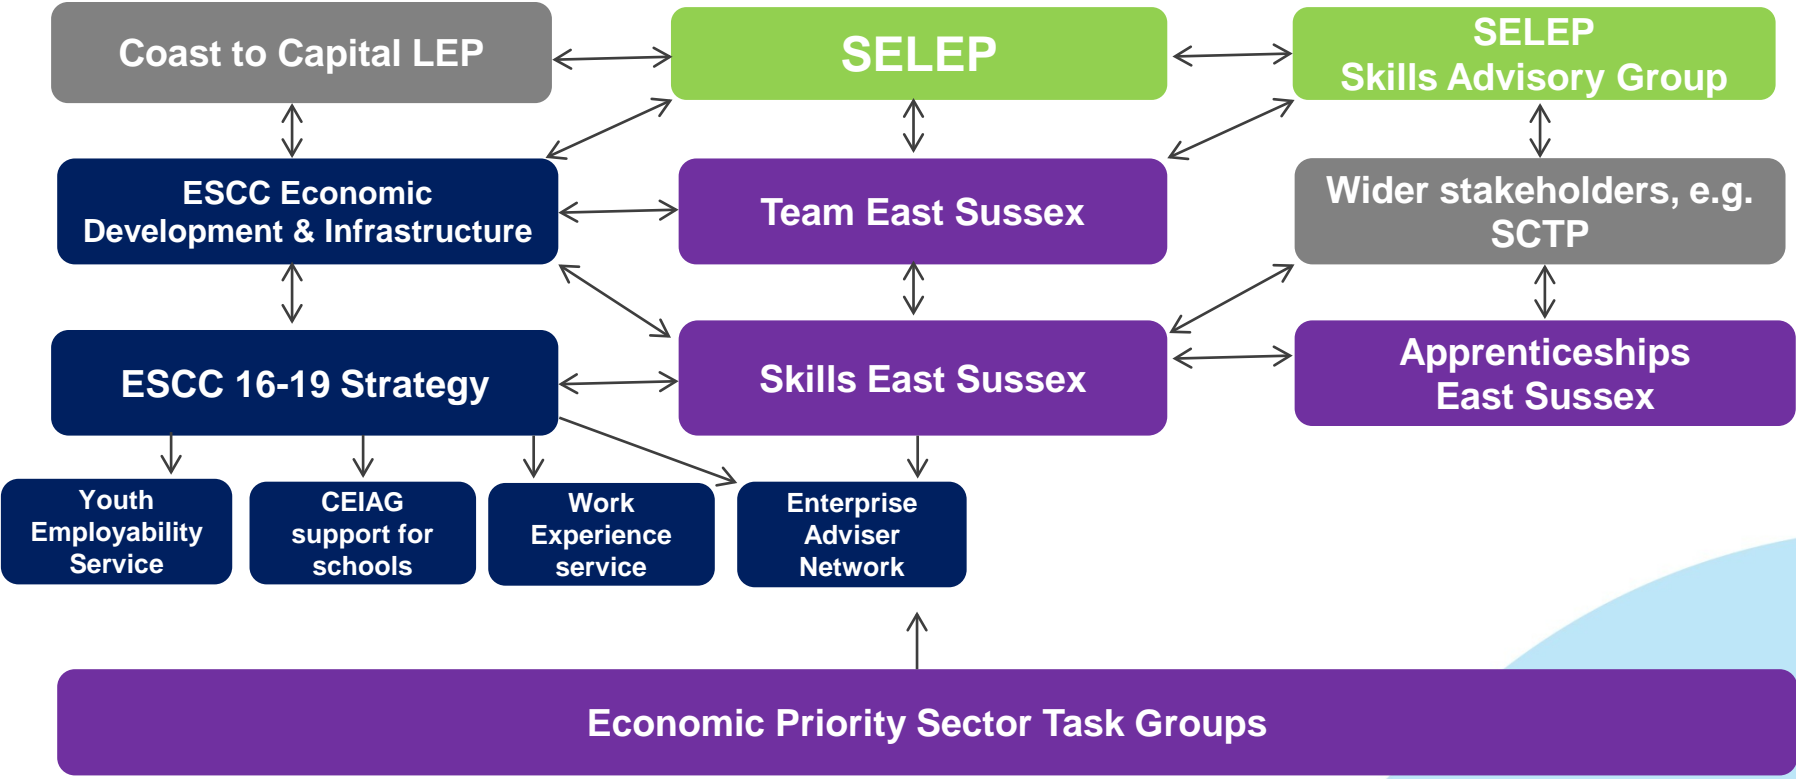 Coast to Capital LEP
SELEP
SELEP
Skills Advisory Group
ESCC Economic
Development & Infrastructure
Team East Sussex
Wider stakeholders, e.g.
SCTP
ESCC 16-19 Strategy
Skills East Sussex
Apprenticeships
East Sussex
Youth
Employability
Service
CEIAG
support for
schools
Work
Experience
service
Enterprise
Adviser
Network
Economic Priority Sector Task Groups